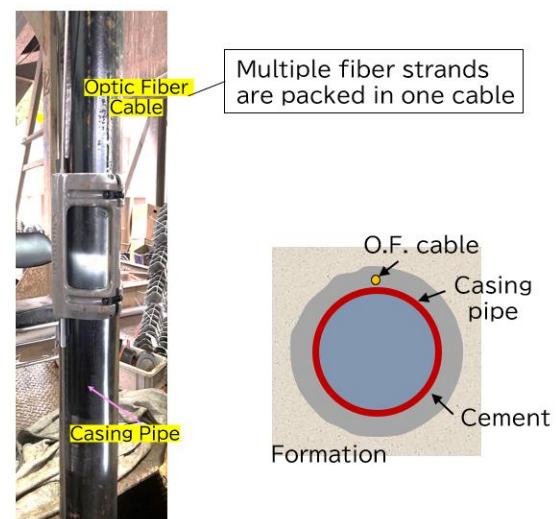 Optic Fiber
Cable
Multiple fiber strands
are packed in one cable
O.F. cable
Casing
pipe
Cement
Casing Pipe
Formation